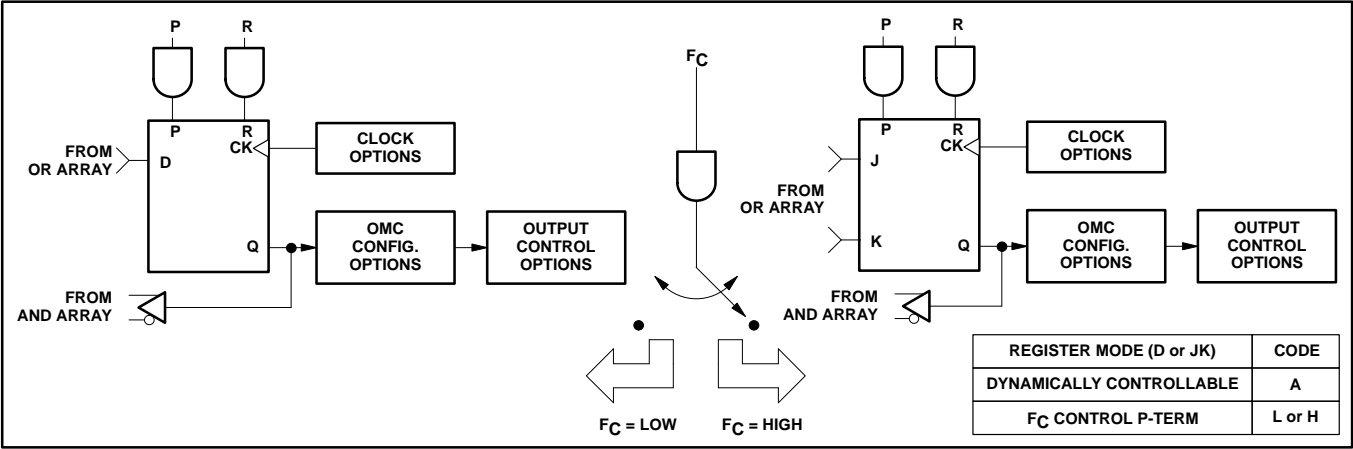 P R
P R
CK
CLOCK
OPTIONS
FROM
OR ARRAY
D
Q
OMC
CONFIG.
OPTIONS
OUTPUT
CONTROL
OPTIONS
FROM
AND ARRAY
FC
FC = LOW
FC = HIGH
P R
P R
CK
CLOCK
OPTIONS
J
FROM
OR ARRAY
K
Q
OMC
CONFIG.
OPTIONS
OUTPUT
CONTROL
OPTIONS
FROM
AND ARRAY
REGISTER MODE (D or JK) CODE
DYNAMICALLY CONTROLLABLE A
FC CONTROL P-TERM L or H